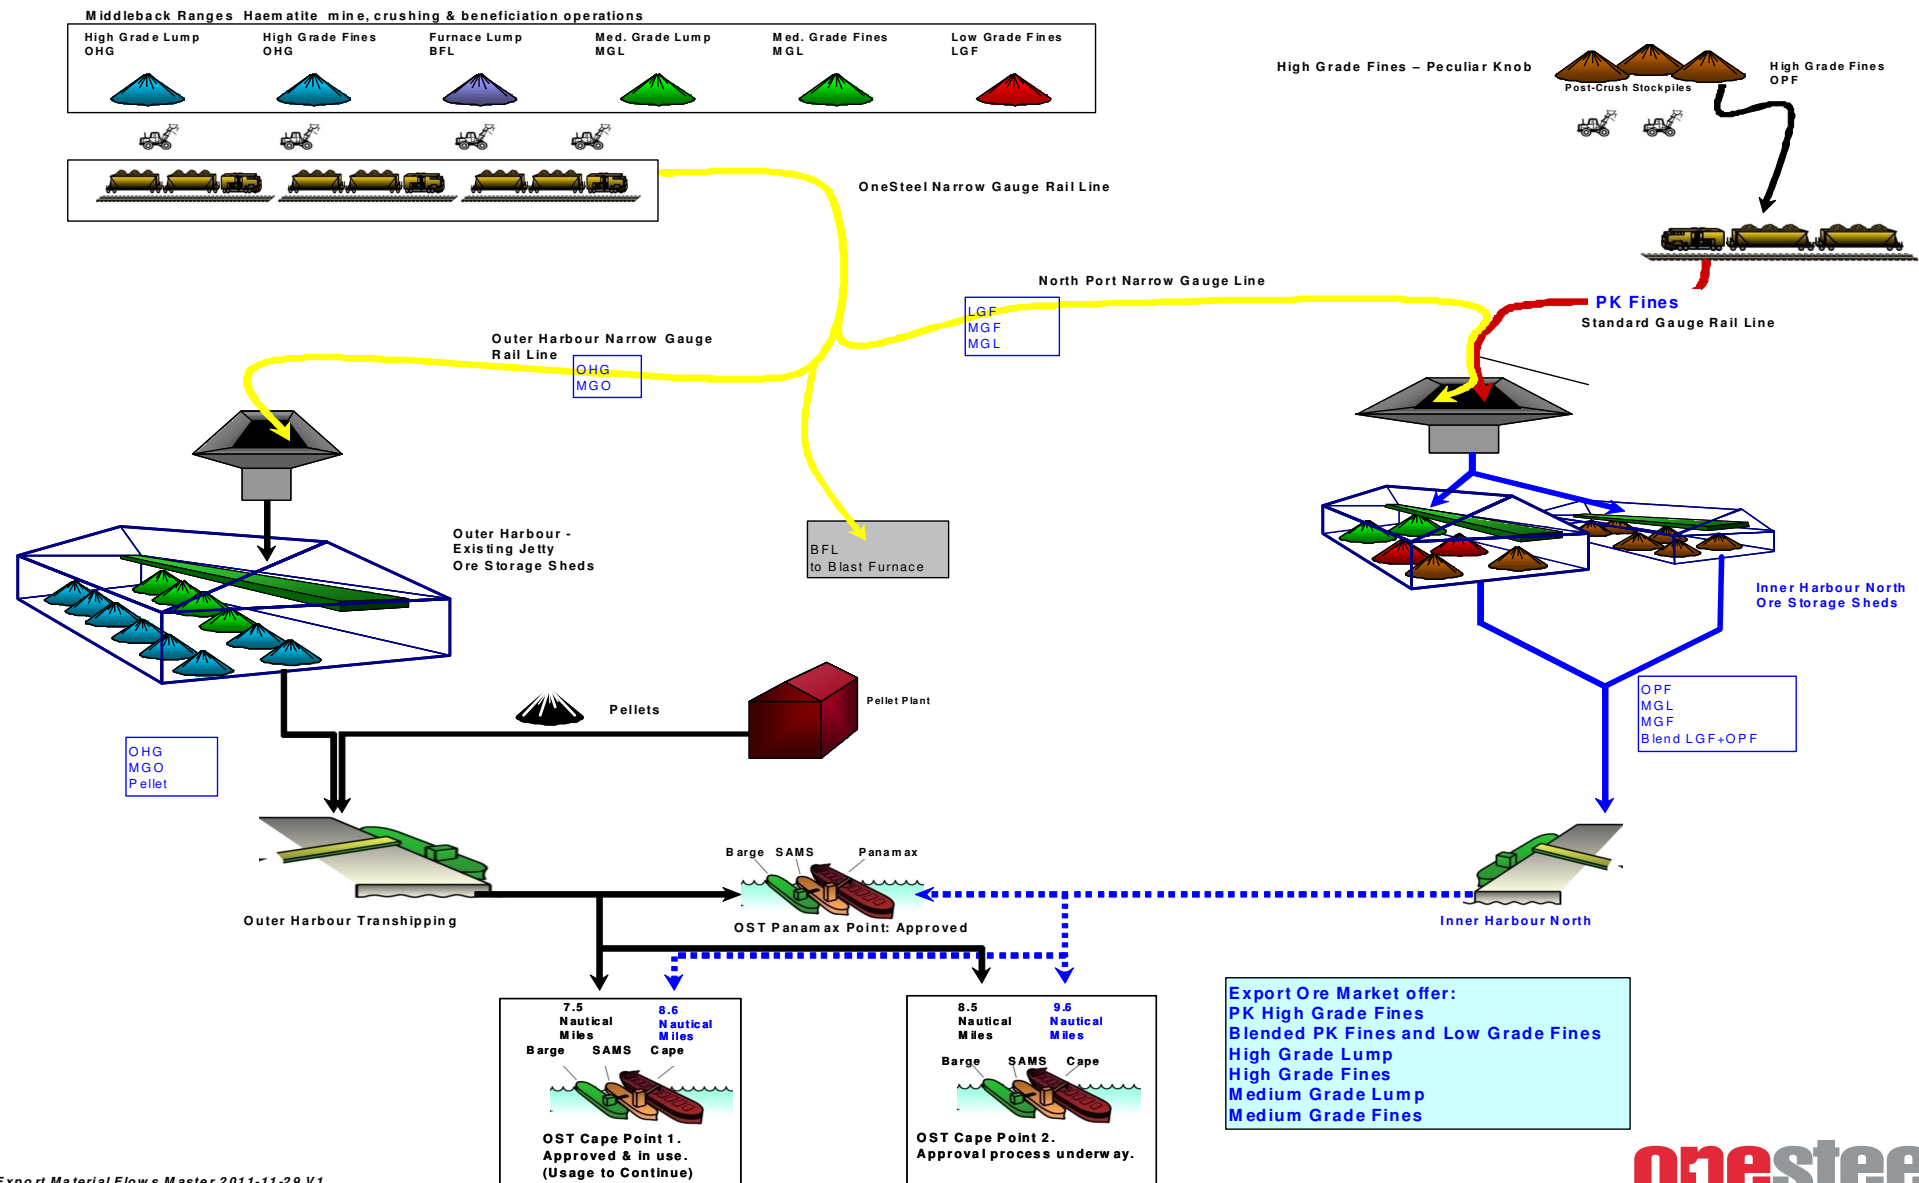 Middleback Ranges Haematite mine, crushing & beneficiation operations
High Grade Lump
OHG
High Grade Fines
OHG
Furnace Lump
BFL
Med. Grade Lump
MGL
Med. Grade Fines
MGL
Low Grade Fines
LGF
High Grade Fines – Peculiar Knob
Post-Crush Stockpiles
High Grade Fines
OPF
OneSteel Narrow Gauge Rail Line
North Port Narrow Gauge Line
LGF
MGF
MGL
PK Fines
Standard Gauge Rail Line
Outer Harbour Narrow Gauge
Rail Line
OHG
MGO
Outer Harbour -
Existing Jetty
Ore Storage Sheds
BFL
to Blast Furnace
Inner Harbour North
Ore Storage Sheds
Pellets
Pellet Plant
OPF
MGL
MGF
Blend LGF+OPF
OHG
MGO
Pellet
Barge SAMS Panamax
Outer Harbour Transhipping
OST Panamax Point: Approved
Inner Harbour North
7.5
Nautical
Miles
8.6
Nautical
Miles
Barge SAMS Cape
OST Cape Point 1.
Approved & in use.
(Usage to Continue)
8.5
Nautical
Miles
9.6
Nautical
Miles
Barge SAMS Cape
OST Cape Point 2.
Approval process underway.
Export Ore Market offer:
PK High Grade Fines
Blended PK Fines and Low Grade Fines
High Grade Lump
High Grade Fines
Medium Grade Lump
Medium Grade Fines
Export Material Flows Master 2011-11-29 V1
onestee